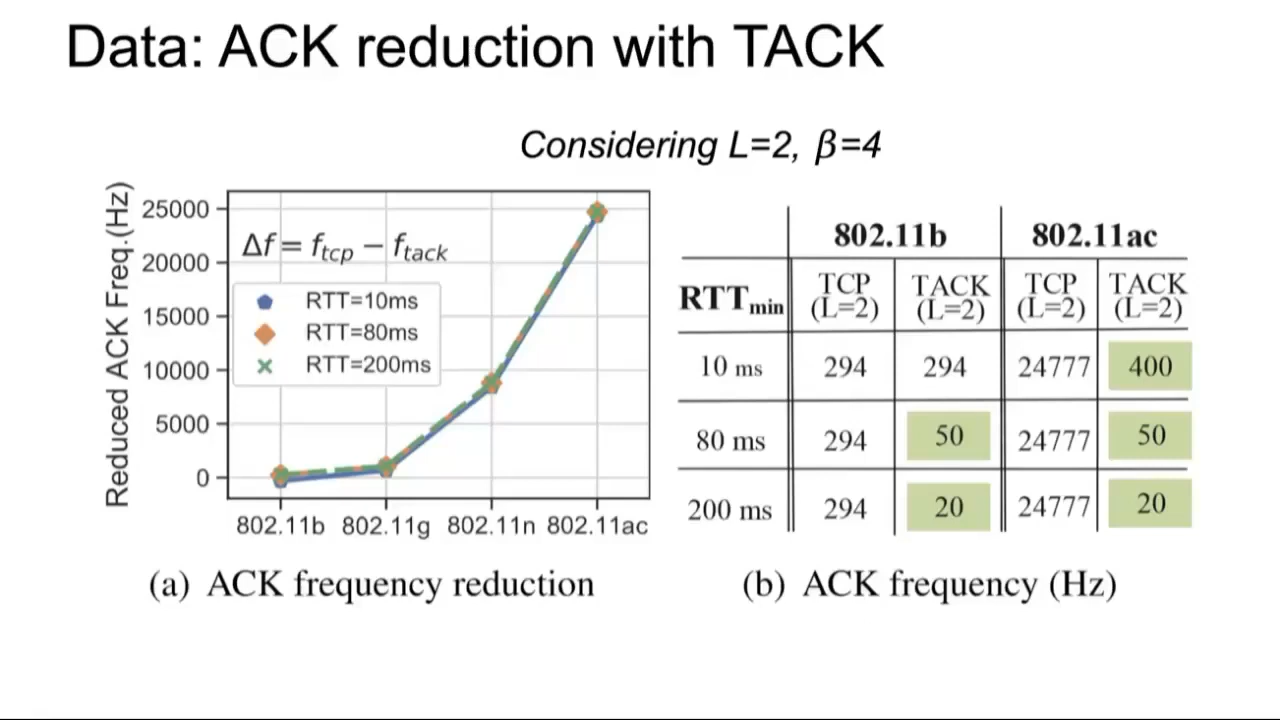 Data: ACK reduction with TACK
Considering L=2, β=4
Reduced ACK Freq.(Hz)
25000
20000
15000
10000
5000
0
Δf = f_tcp − f_tack
RTT=10ms
RTT=80ms
RTT=200ms
802.11b 802.11g 802.11n 802.11ac
(a) ACK frequency reduction
802.11b 802.11ac
RTTmin TCP (L=2) TACK (L=2) TCP (L=2) TACK (L=2)
10 ms 294 294 24777 400
80 ms 294 50 24777 50
200 ms 294 20 24777 20
(b) ACK frequency (Hz)